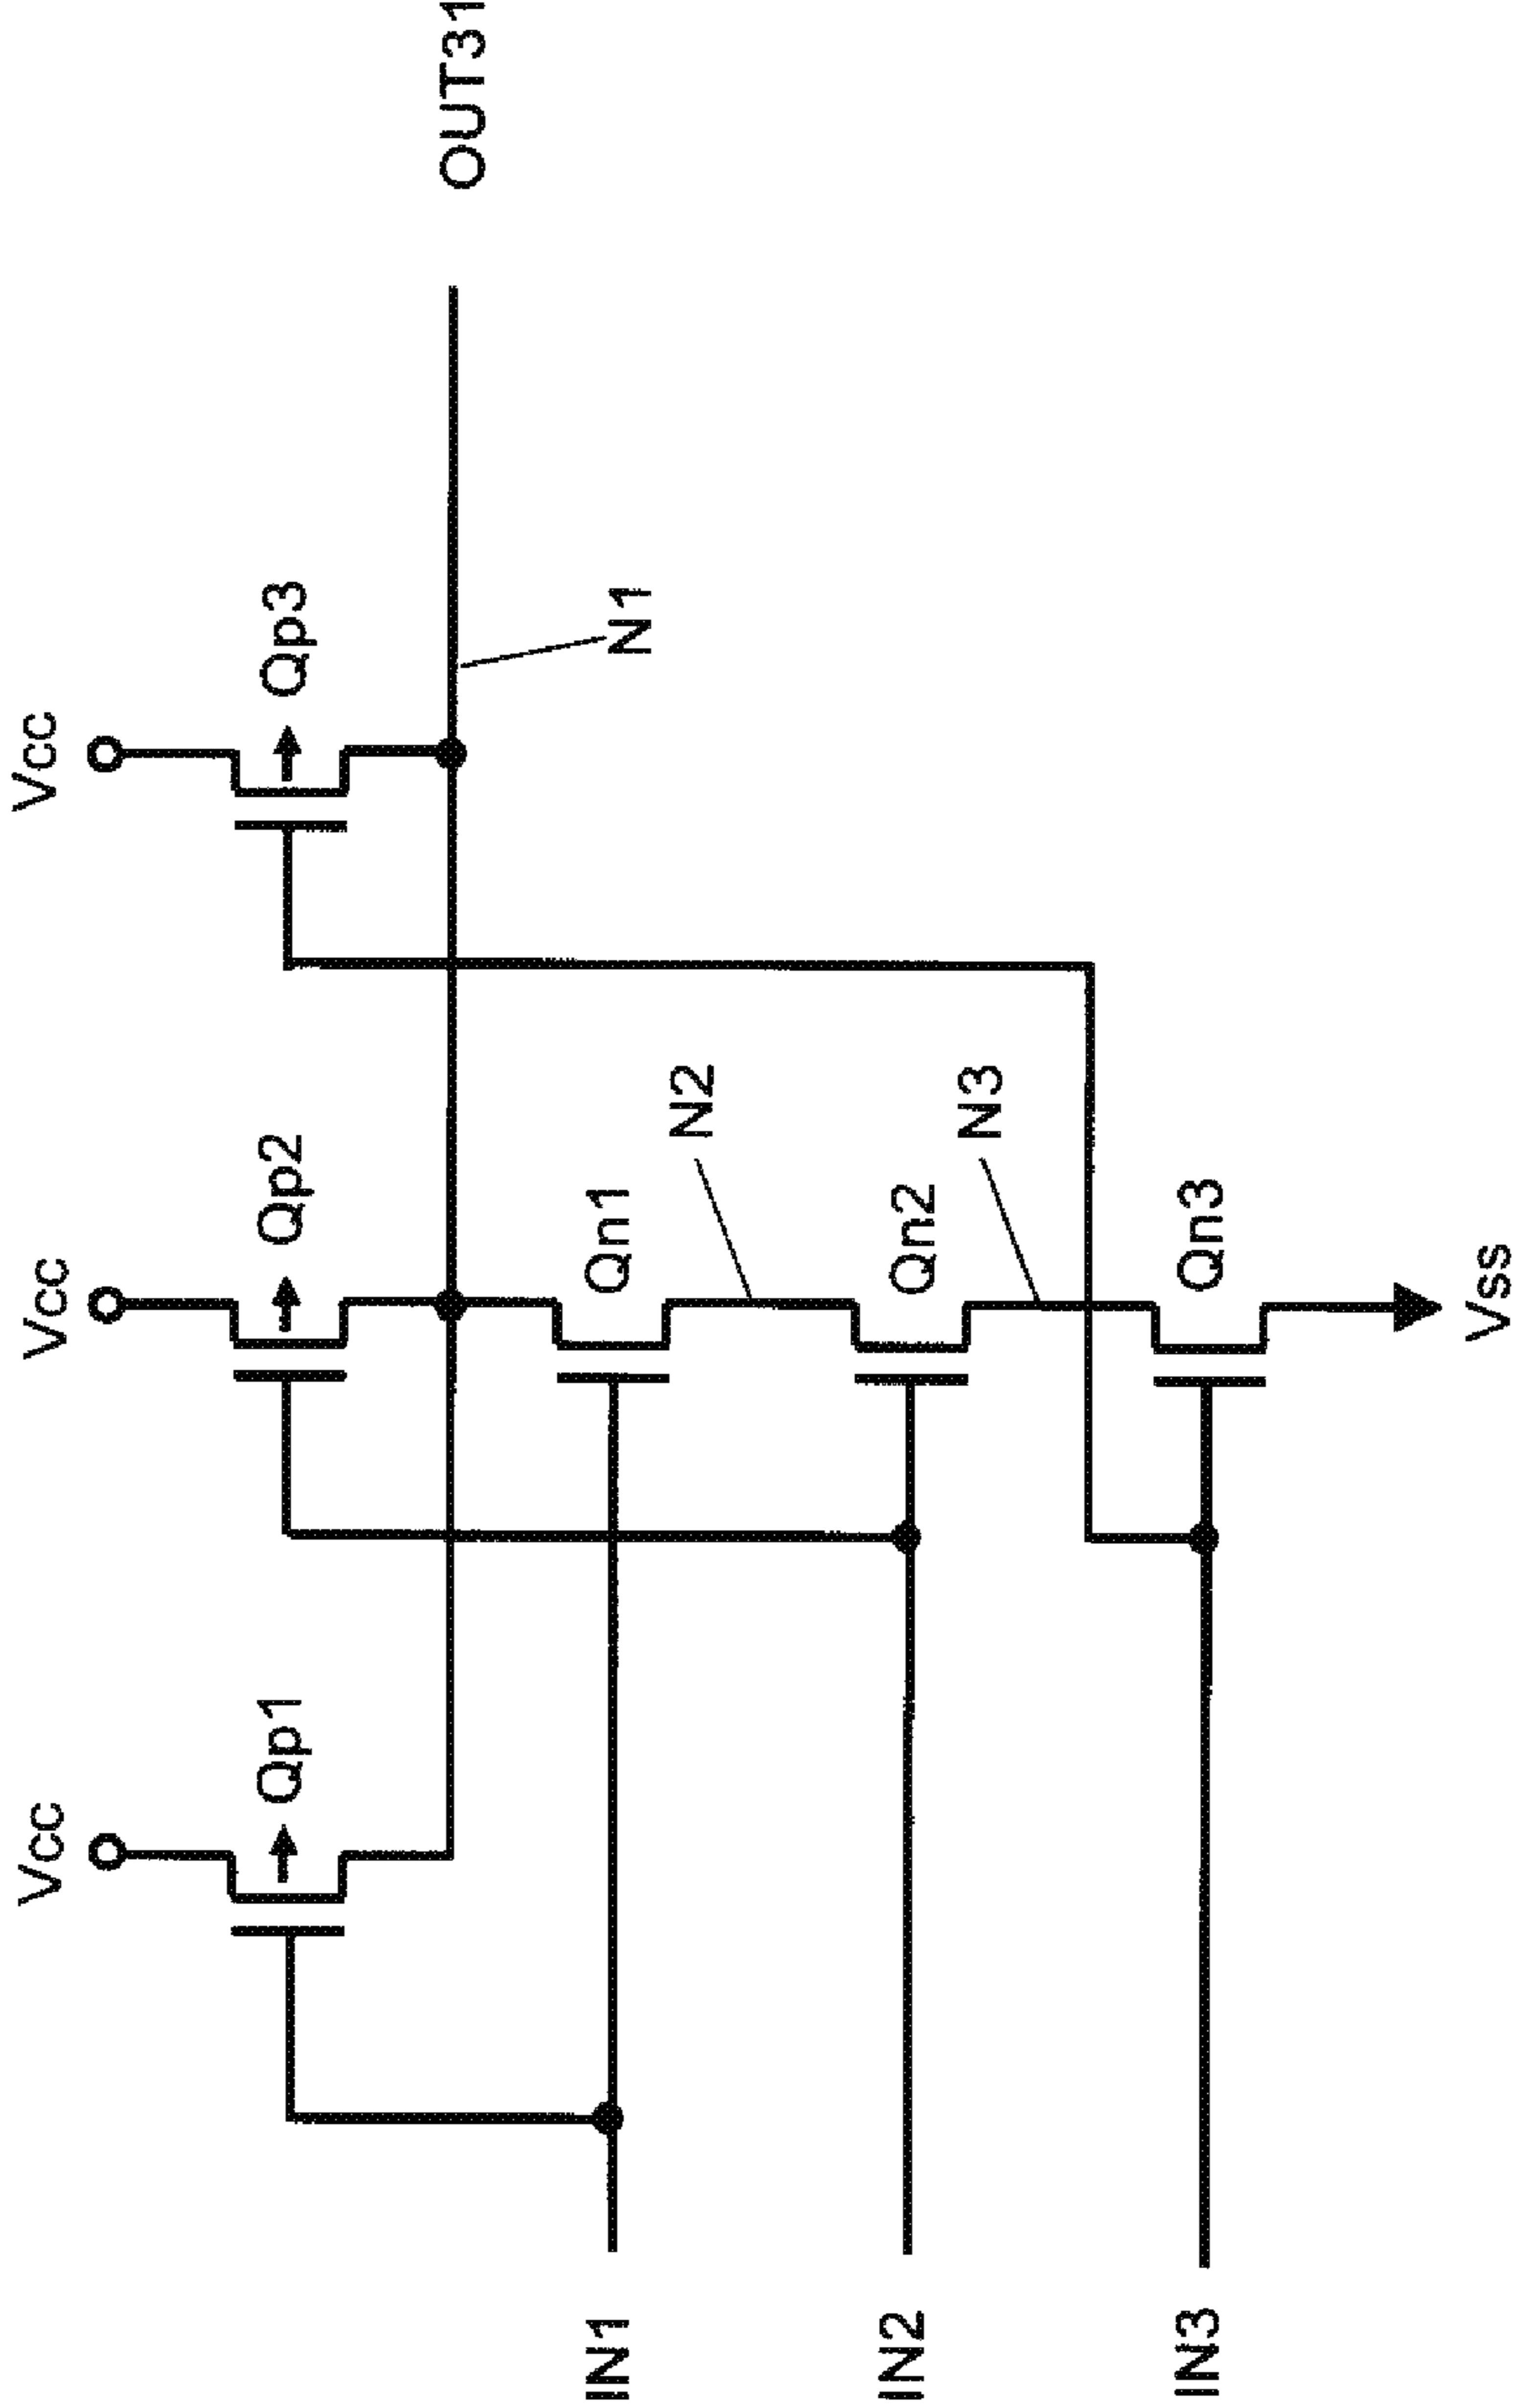 Vcc
Vcc
Vcc
Qp1
Qp2
Qp3
OUT31
N1
Qn1
N2
Qn2
N3
Qn3
IN1
IN2
IN3
Vss